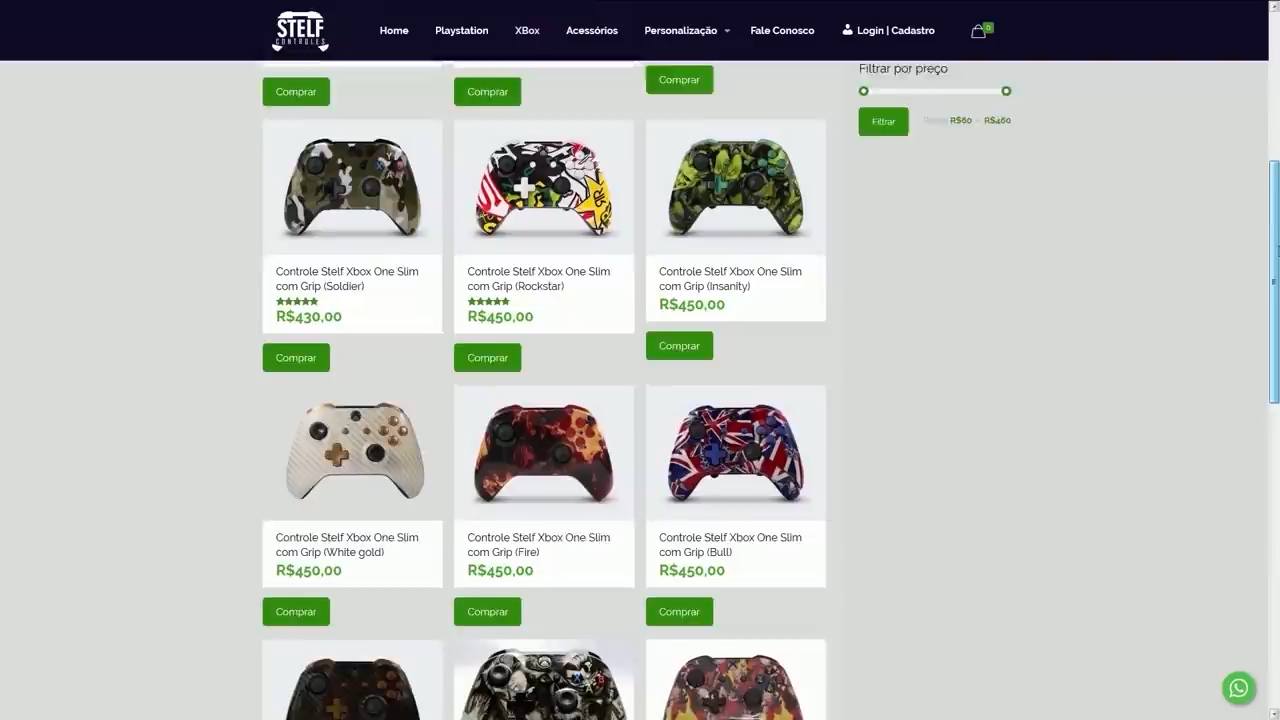 STELF
CONTROLES
Home
Playstation
XBox
Acessórios
Personalização
Fale Conosco
Login | Cadastro
0
Comprar
Comprar
Comprar
Filtrar por preço
Filtrar
R$60 — R$460
Controle Stelf Xbox One Slim
com Grip (Soldier)
R$430,00
Comprar
Controle Stelf Xbox One Slim
com Grip (Rockstar)
R$450,00
Comprar
Controle Stelf Xbox One Slim
com Grip (Insanity)
R$450,00
Comprar
Controle Stelf Xbox One Slim
com Grip (White gold)
R$450,00
Comprar
Controle Stelf Xbox One Slim
com Grip (Fire)
R$450,00
Comprar
Controle Stelf Xbox One Slim
com Grip (Bull)
R$450,00
Comprar